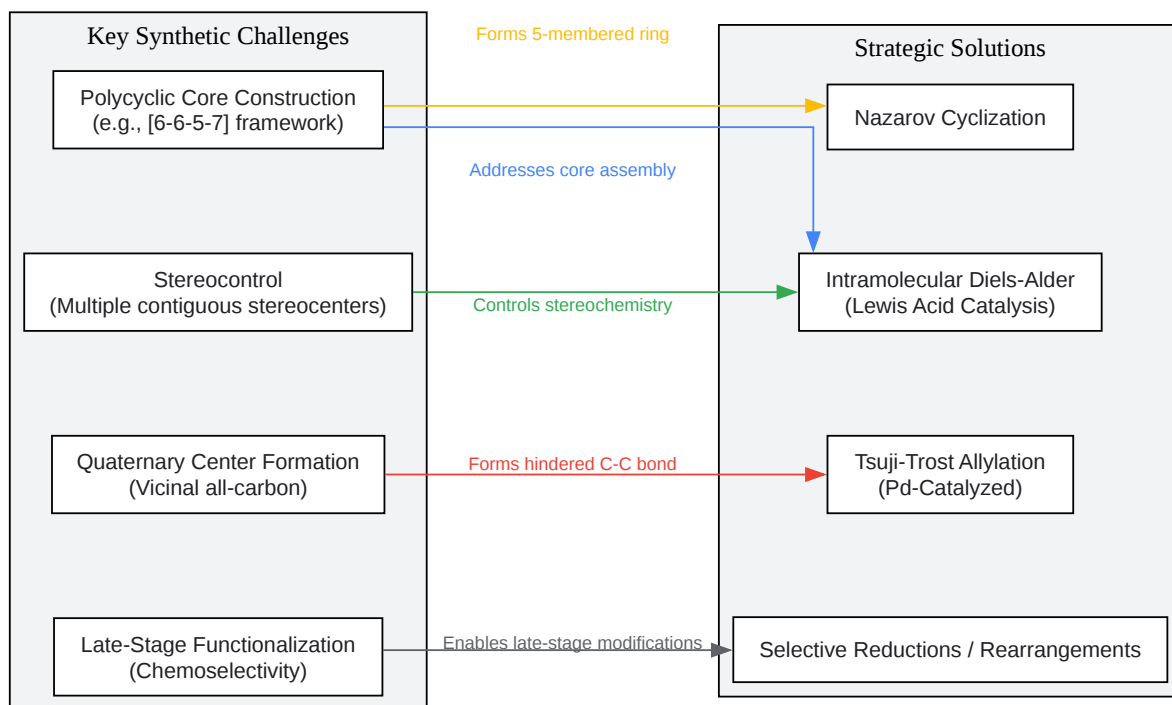 Key Synthetic Challenges
Polycyclic Core Construction
(e.g., [6-6-5-7] framework)
Stereocontrol
(Multiple contiguous stereocenters)
Quaternary Center Formation
(Vicinal all-carbon)
Late-Stage Functionalization
(Chemoselectivity)
Forms 5-membered ring
Addresses core assembly
Controls stereochemistry
Forms hindered C-C bond
Enables late-stage modifications
Strategic Solutions
Nazarov Cyclization
Intramolecular Diels-Alder
(Lewis Acid Catalysis)
Tsuji-Trost Allylation
(Pd-Catalyzed)
Selective Reductions / Rearrangements